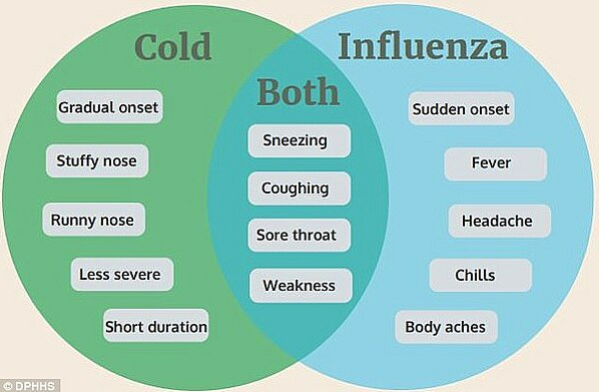 Cold
Influenza
Both
Gradual onset
Stuffy nose
Runny nose
Less severe
Short duration
Sneezing
Coughing
Sore throat
Weakness
Sudden onset
Fever
Headache
Chills
Body aches
© DPHHS